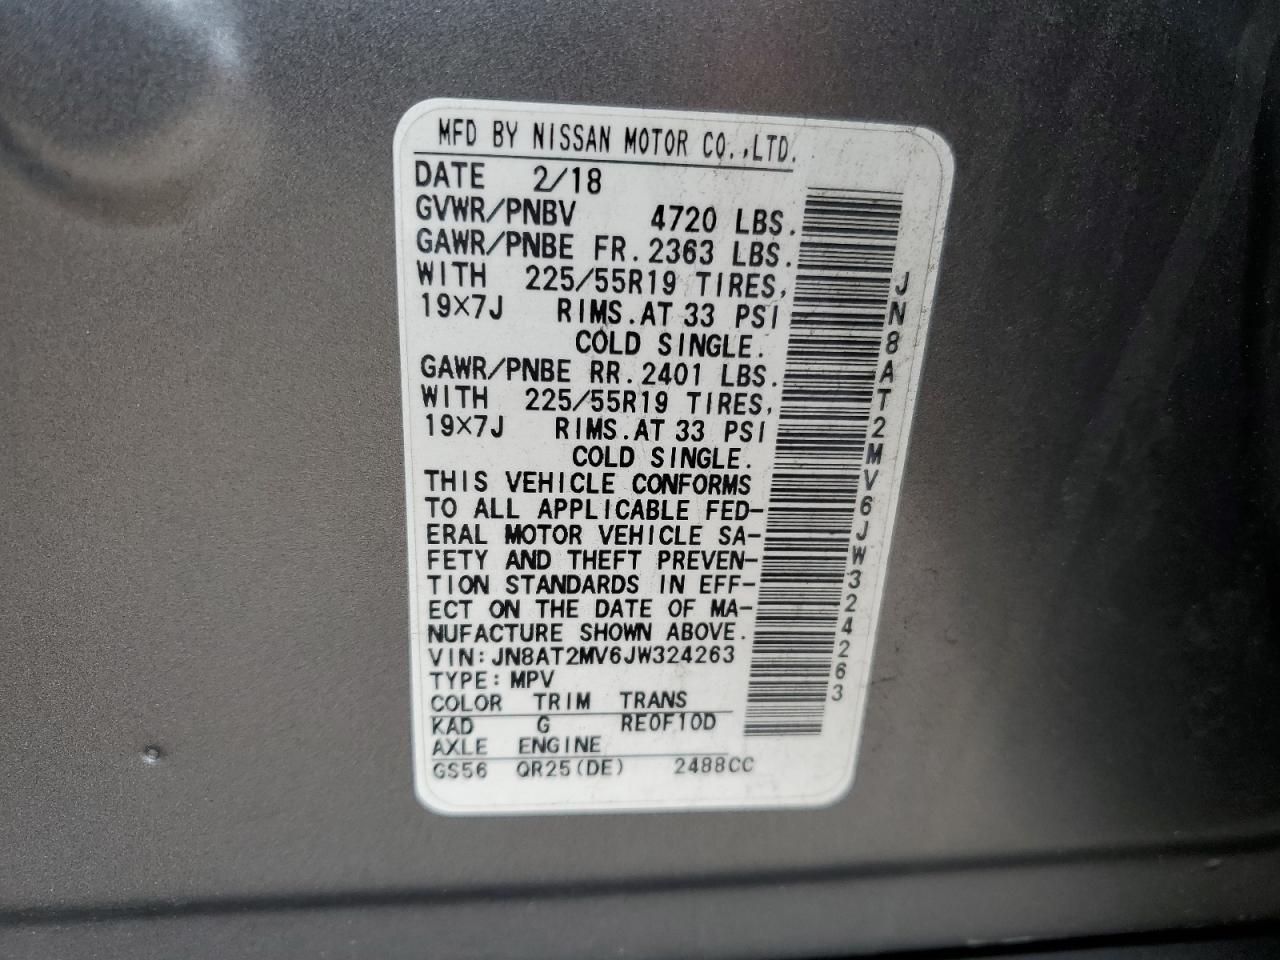 MFD BY NISSAN MOTOR CO.,LTD.
DATE 2/18
GVWR/PNBV 4720 LBS.
GAWR/PNBE FR.2363 LBS.
WITH 225/55R19 TIRES,
19×7J RIMS.AT 33 PSI
COLD SINGLE.
GAWR/PNBE RR.2401 LBS.
WITH 225/55R19 TIRES,
19×7J RIMS.AT 33 PSI
COLD SINGLE.
THIS VEHICLE CONFORMS
TO ALL APPLICABLE FED-
ERAL MOTOR VEHICLE SA-
FETY AND THEFT PREVEN-
TION STANDARDS IN EFF-
ECT ON THE DATE OF MA-
NUFACTURE SHOWN ABOVE.
VIN:JN8AT2MV6JW324263
TYPE:MPV
COLOR TRIM TRANS
KAD G RE0F10D
AXLE ENGINE
GS56 QR25(DE) 2488CC
JN8AT2MV6JW324263